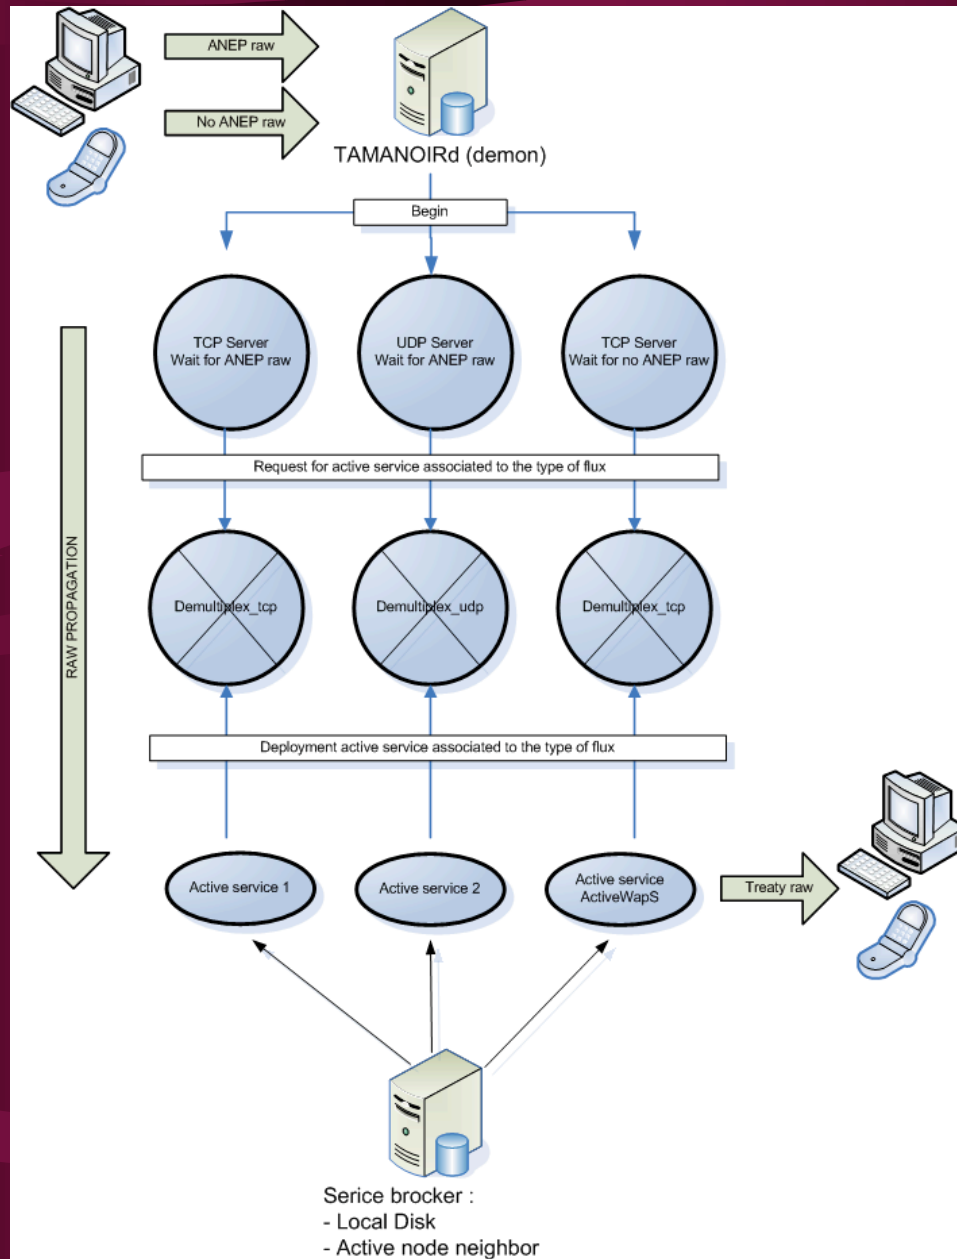 ANEP raw
No ANEP raw
TAMANOIRd (demon)
Begin
TCP Server
Wait for ANEP raw
UDP Server
Wait for ANEP raw
TCP Server
Wait for no ANEP raw
Request for active service associated to the type of flux
RAW PROPAGATION
Demultiplex_tcp
Demultiplex_udp
Demultiplex_tcp
Deployment active service associated to the type of flux
Active service 1
Active service 2
Active service
ActiveWapS
Treaty raw
Serice brocker :
- Local Disk
- Active node neighbor